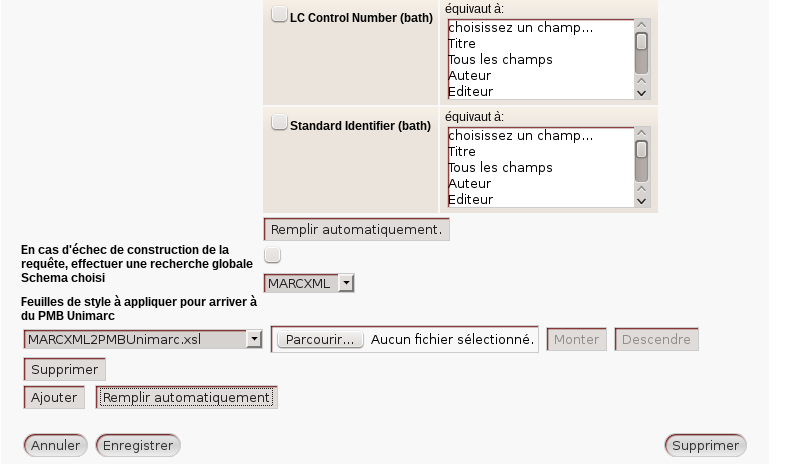 LC Control Number (bath)
équivaut à:
choisissez un champ...
Titre
Tous les champs
Auteur
Editeur
Standard Identifier (bath)
équivaut à:
choisissez un champ...
Titre
Tous les champs
Auteur
Editeur
Remplir automatiquement.
En cas d'échec de construction de la
requête, effectuer une recherche globale
Schema choisi
MARCXML
Feuilles de style à appliquer pour arriver à
du PMB Unimarc
MARCXML2PMBUnimarc.xsl Parcourir... Aucun fichier sélectionné. Monter Descendre
Supprimer
Ajouter Remplir automatiquement
Annuler Enregistrer Supprimer